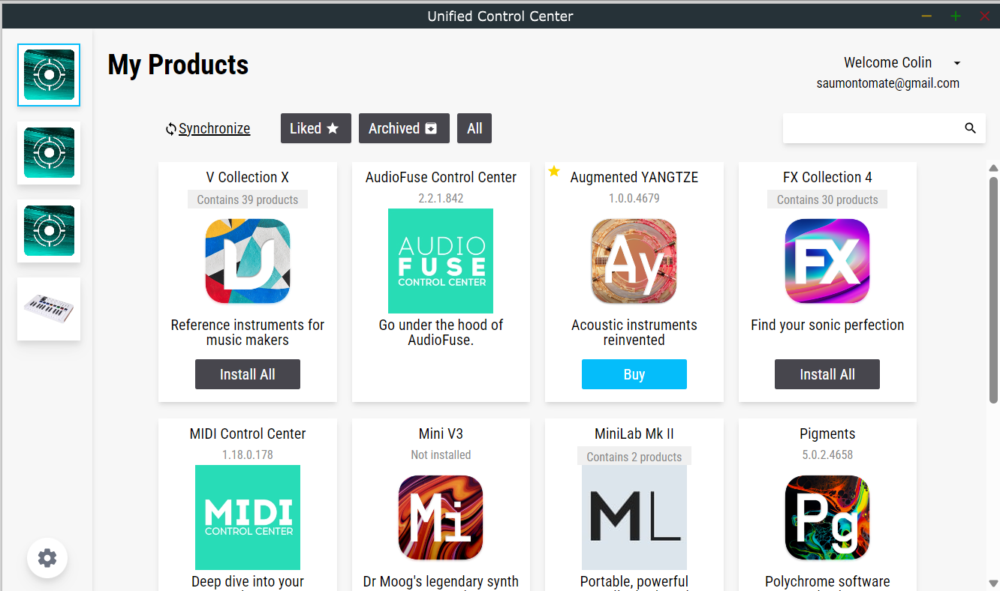 Unified Control Center
My Products
Welcome Colin
saumontomate@gmail.com
Synchronize
Liked
Archived
All
V Collection X
Contains 39 products
V
Reference instruments for
music makers
Install All
AudioFuse Control Center
2.2.1.842
AUDIO
FUSE
CONTROL CENTER
Go under the hood of
AudioFuse.
Augmented YANGTZE
1.0.0.4679
Ay
Acoustic instruments
reinvented
Buy
FX Collection 4
Contains 30 products
FX
Find your sonic perfection
Install All
MIDI Control Center
1.18.0.178
MIDI
CONTROL CENTER
Deep dive into your
Mini V3
Not installed
Mi
Dr Moog's legendary synth
MiniLab Mk II
Contains 2 products
ML
Portable, powerful
Pigments
5.0.2.4658
Pg
Polychrome software